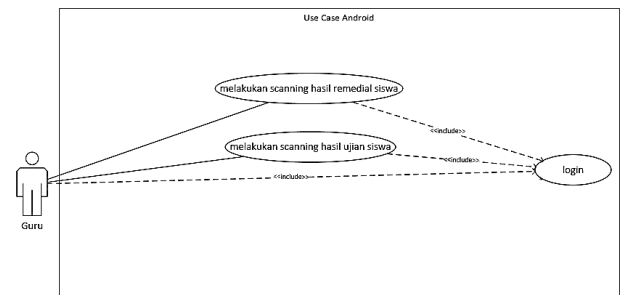 Use Case Android
melakukan scanning hasil remedial siswa
<<include>>
melakukan scanning hasil ujian siswa
<<include>>
<<include>>
login
Guru